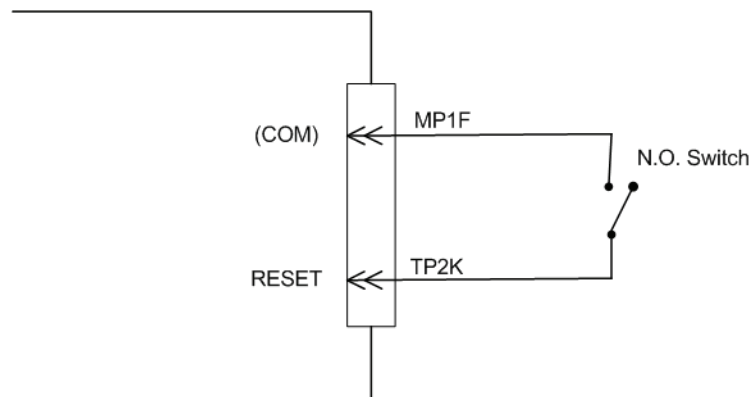 MP1F
(COM)
N.O. Switch
TP2K
RESET